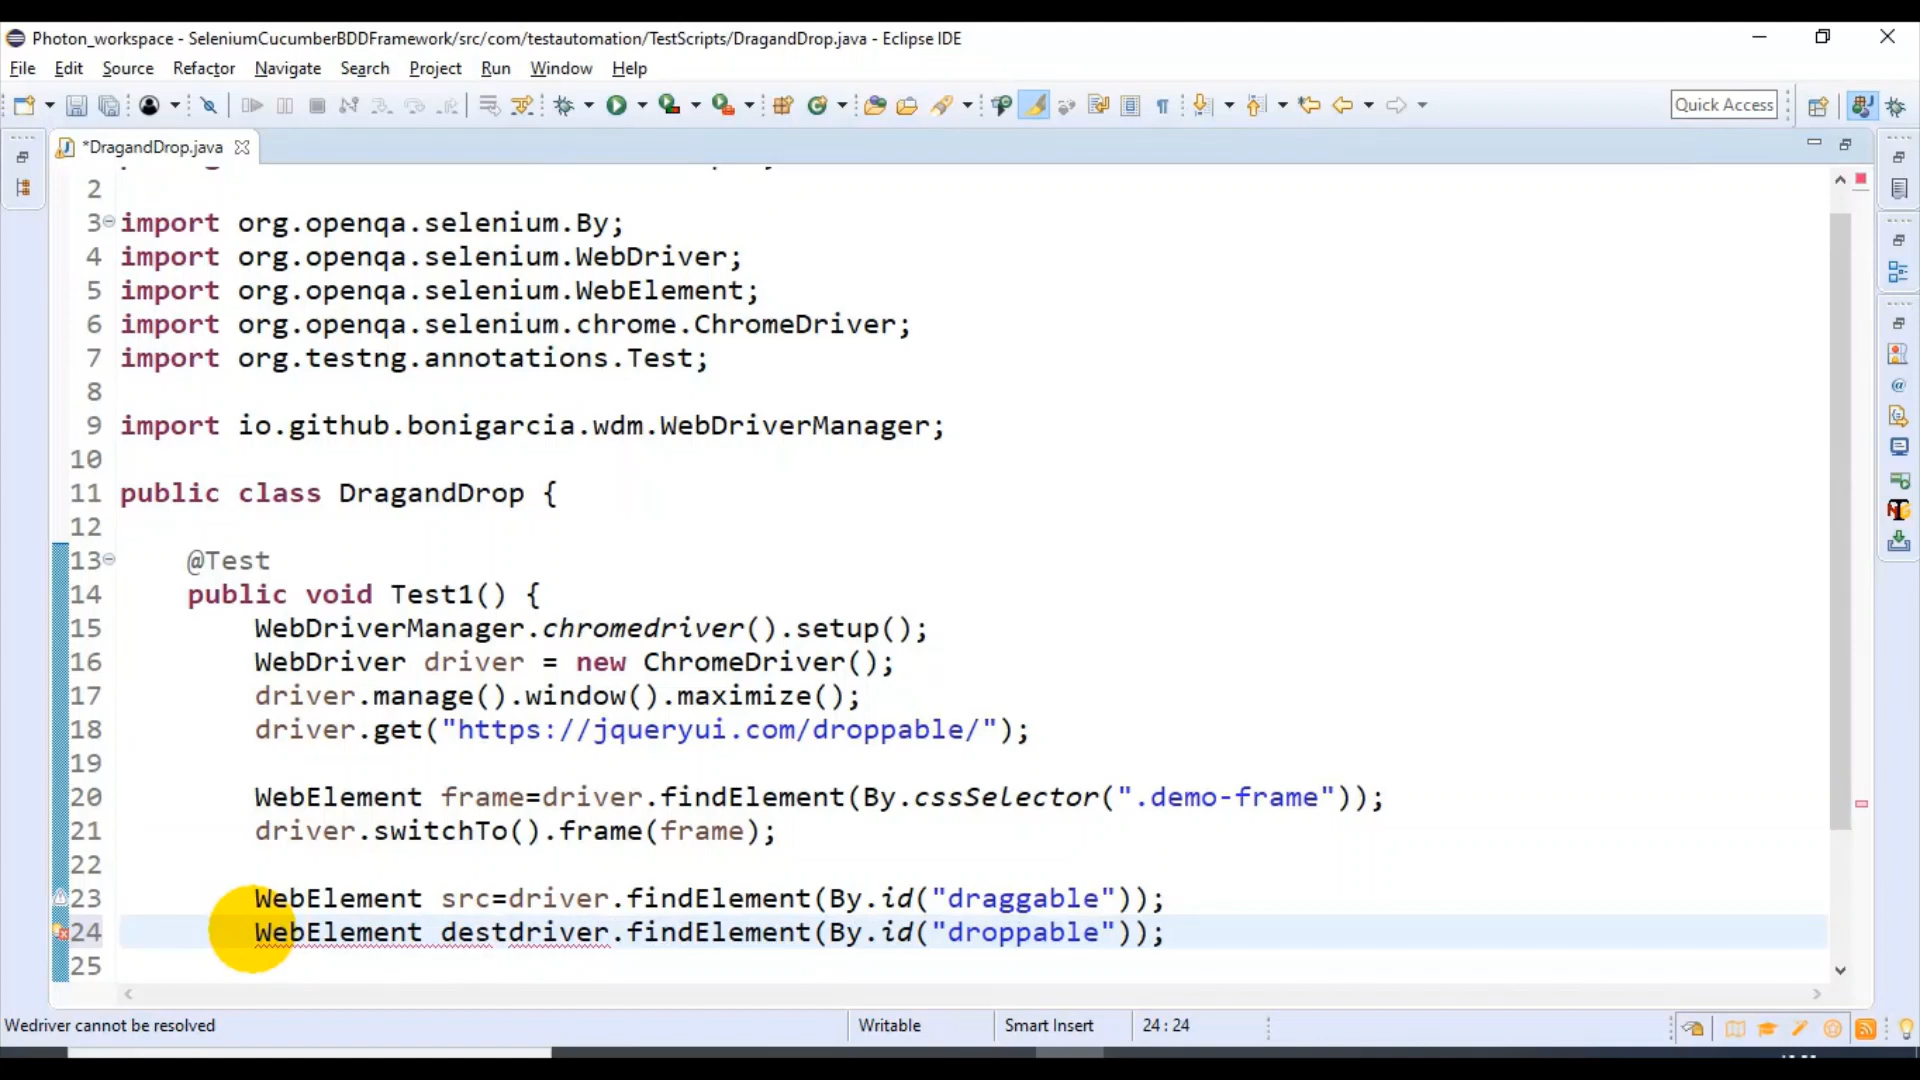 Photon_workspace - SeleniumCucumberBDDFramework/src/com/testautomation/TestScripts/DragandDrop.java - Eclipse IDE
File Edit Source Refactor Navigate Search Project Run Window Help
Quick Access
*DragandDrop.java
2
3 import org.openqa.selenium.By;
4 import org.openqa.selenium.WebDriver;
5 import org.openqa.selenium.WebElement;
6 import org.openqa.selenium.chrome.ChromeDriver;
7 import org.testng.annotations.Test;
8
9 import io.github.bonigarcia.wdm.WebDriverManager;
10
11 public class DragandDrop {
12
13 @Test
14 public void Test1() {
15 WebDriverManager.chromedriver().setup();
16 WebDriver driver = new ChromeDriver();
17 driver.manage().window().maximize();
18 driver.get("https://jqueryui.com/droppable/");
19
20 WebElement frame=driver.findElement(By.cssSelector(".demo-frame"));
21 driver.switchTo().frame(frame);
22
23 WebElement src=driver.findElement(By.id("draggable"));
24 WebElement destdriver.findElement(By.id("droppable"));
25
Wedriver cannot be resolved Writable Smart Insert 24 : 24